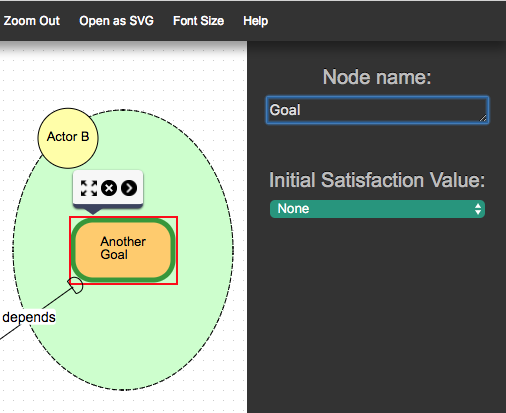 Zoom Out Open as SVG Font Size Help
Node name:
Goal
Actor B
Initial Satisfaction Value:
None
Another
Goal
depends